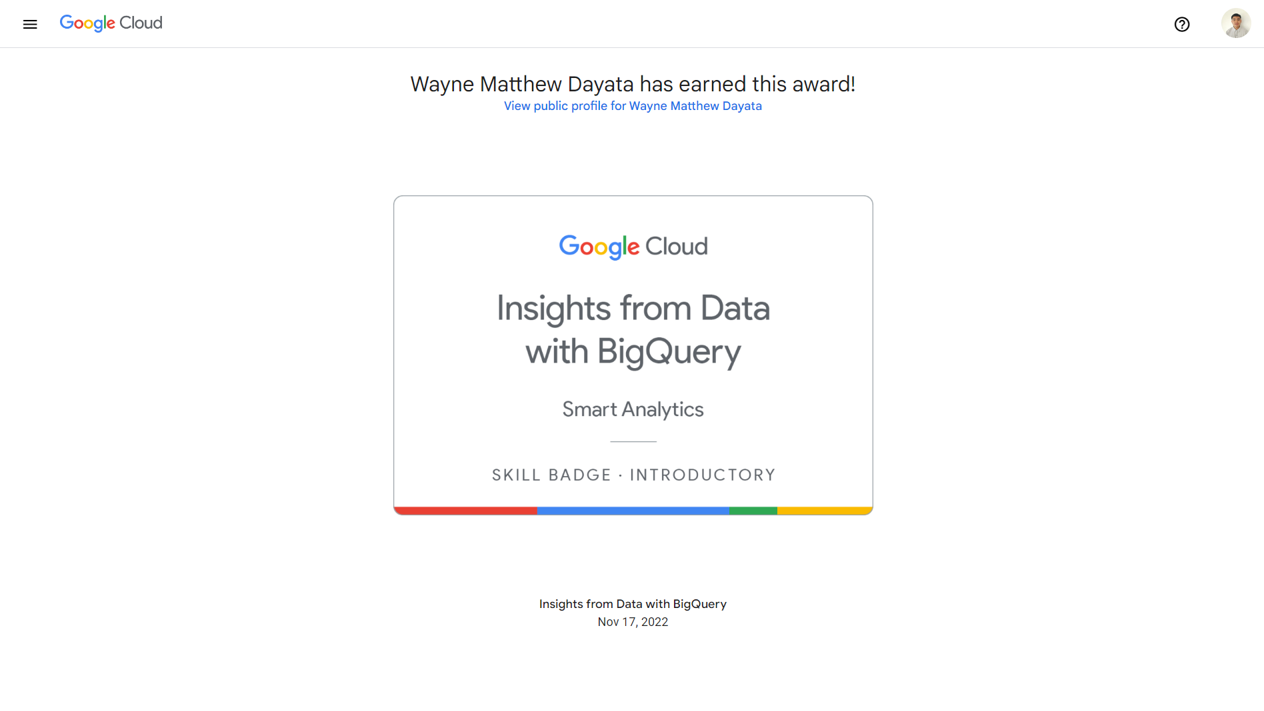 Google Cloud
Wayne Matthew Dayata has earned this award!
View public profile for Wayne Matthew Dayata
Google Cloud
Insights from Data
with BigQuery
Smart Analytics
SKILL BADGE · INTRODUCTORY
Insights from Data with BigQuery
Nov 17, 2022